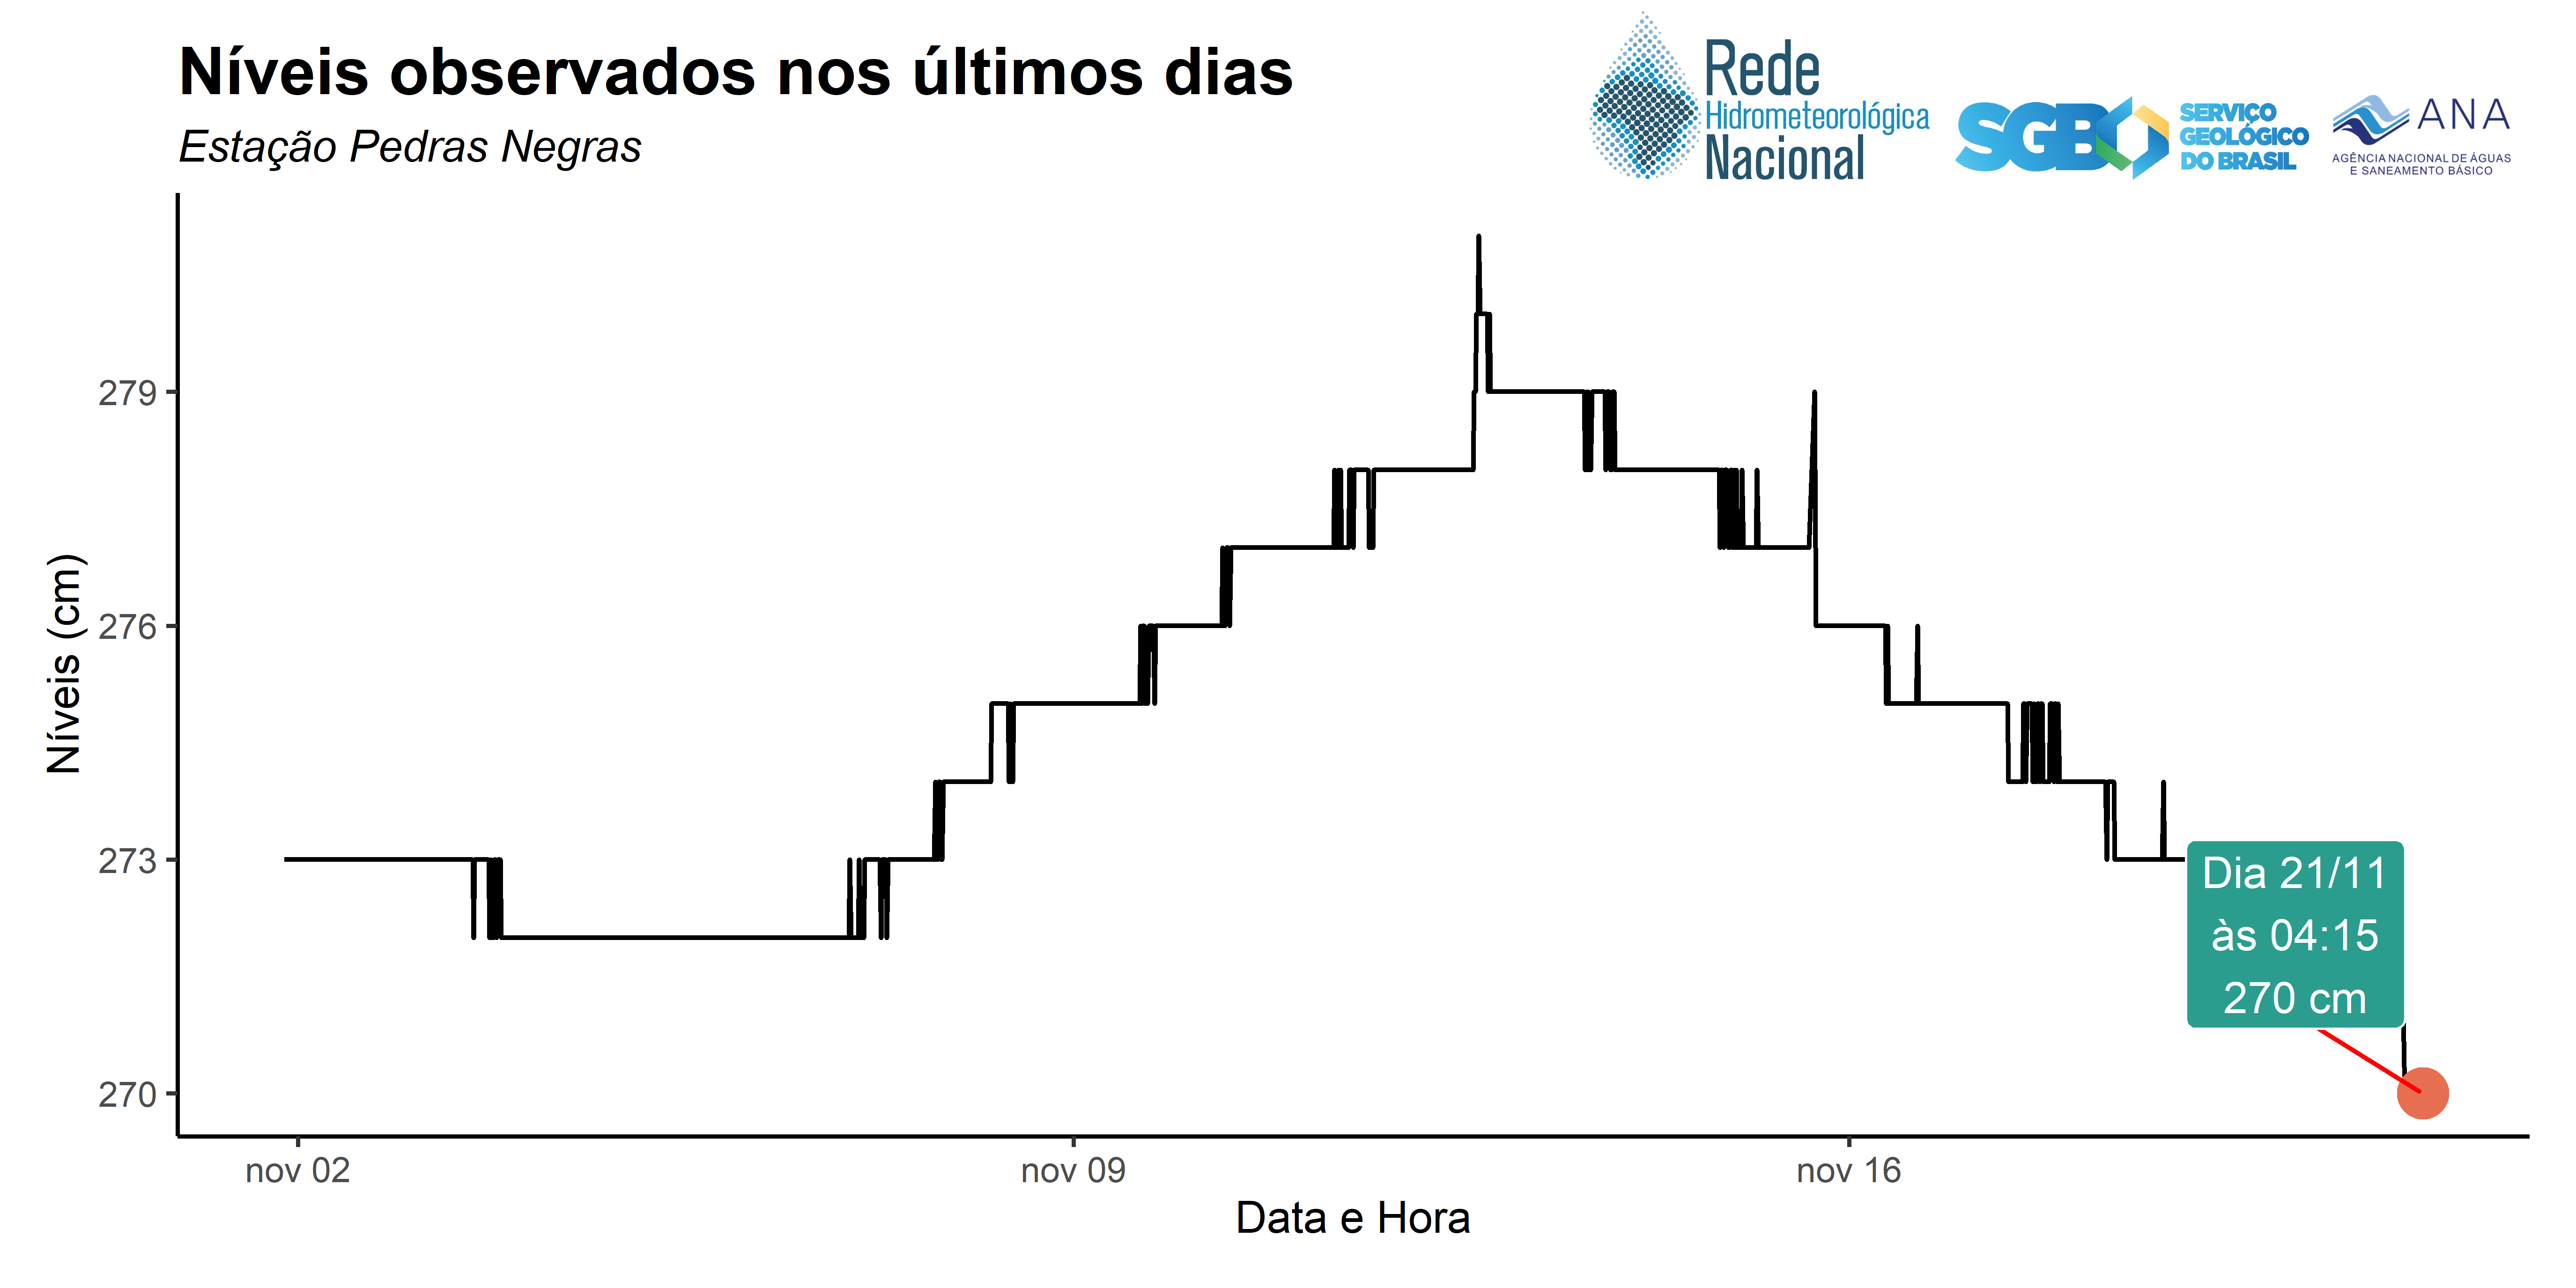 Níveis observados nos últimos dias
Estação Pedras Negras
Rede
Hidrometeorológica
Nacional
SGB
SERVIÇO
GEOLÓGICO
DO BRASIL
ANA
AGÊNCIA NACIONAL DE ÁGUAS
E SANEAMENTO BÁSICO
Níveis (cm)
279
276
273
270
Dia 21/11
às 04:15
270 cm
nov 02
nov 09
nov 16
Data e Hora